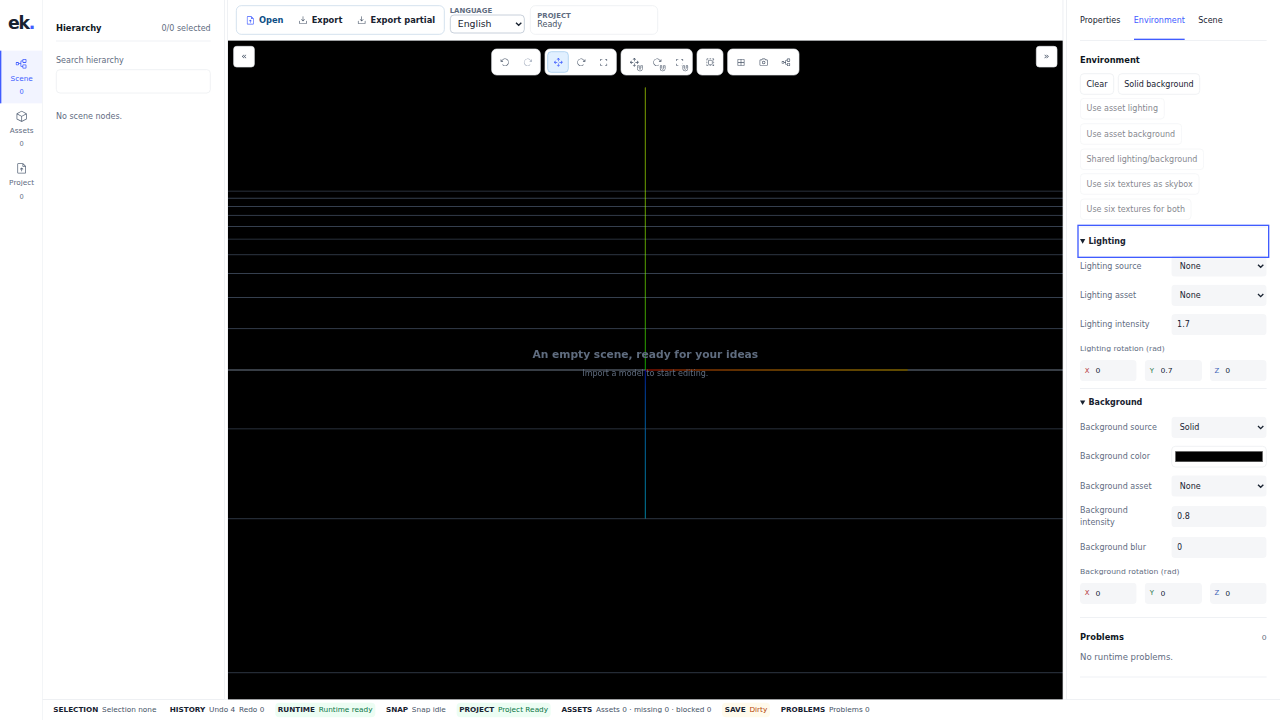 ek.
Scene
0
Assets
0
Project
0
Hierarchy
0/0 selected
Search hierarchy
No scene nodes.
Open
Export
Export partial
LANGUAGE
English
PROJECT
Ready
«
»
An empty scene, ready for your ideas
Import a model to start editing.
Properties
Environment
Scene
Environment
Clear
Solid background
Use asset lighting
Use asset background
Shared lighting/background
Use six textures as skybox
Use six textures for both
▾ Lighting
Lighting source
None
Lighting asset
None
Lighting intensity
1.7
Lighting rotation (rad)
X 0
Y 0.7
Z 0
▾ Background
Background source
Solid
Background color
Background asset
None
Background
intensity
0.8
Background blur
0
Background rotation (rad)
X 0
Y 0
Z 0
Problems
0
No runtime problems.
SELECTION Selection none
HISTORY Undo 4 Redo 0
RUNTIME Runtime ready
SNAP Snap idle
PROJECT Project Ready
ASSETS Assets 0 · missing 0 · blocked 0
SAVE Dirty
PROBLEMS Problems 0